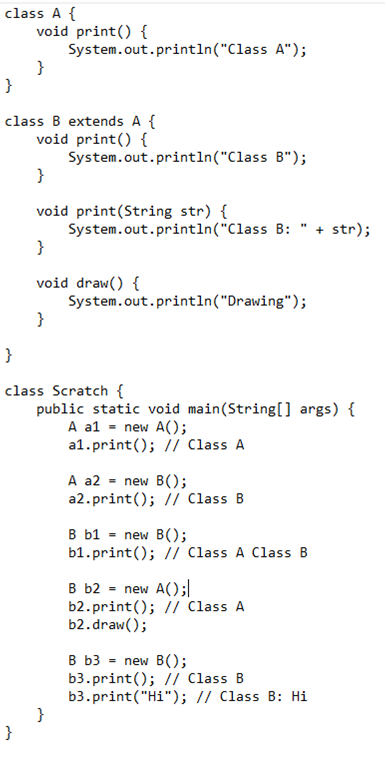 class A {
    void print() {
        System.out.println("Class A");
    }
}

class B extends A {
    void print() {
        System.out.println("Class B");
    }

    void print(String str) {
        System.out.println("Class B: " + str);
    }

    void draw() {
        System.out.println("Drawing");
    }

}

class Scratch {
    public static void main(String[] args) {
        A a1 = new A();
        a1.print(); // Class A

        A a2 = new B();
        a2.print(); // Class B

        B b1 = new B();
        b1.print(); // Class A Class B

        B b2 = new A();
        b2.print(); // Class A
        b2.draw();

        B b3 = new B();
        b3.print(); // Class B
        b3.print("Hi"); // Class B: Hi
    }
}